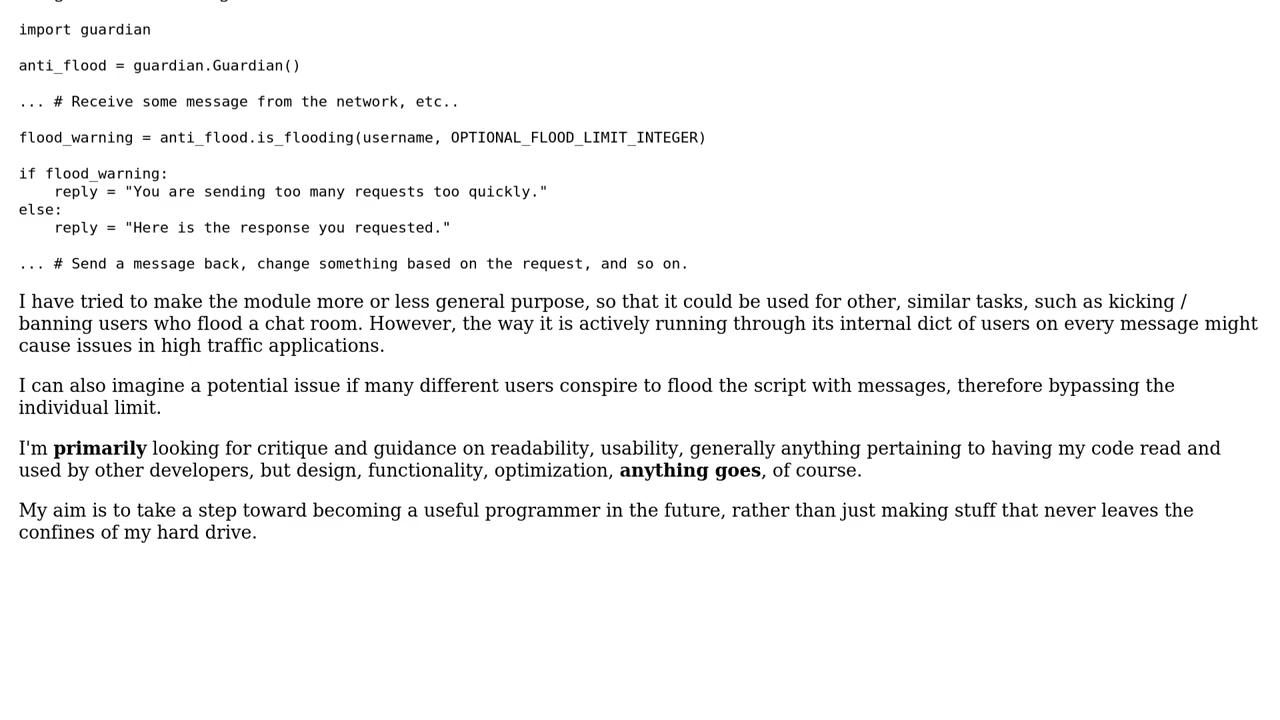 import guardian
anti_flood = guardian.Guardian()
... # Receive some message from the network, etc..
flood_warning = anti_flood.is_flooding(username, OPTIONAL_FLOOD_LIMIT_INTEGER)
if flood_warning:
    reply = "You are sending too many requests too quickly."
else:
    reply = "Here is the response you requested."
... # Send a message back, change something based on the request, and so on.
I have tried to make the module more or less general purpose, so that it could be used for other, similar tasks, such as kicking /
banning users who flood a chat room. However, the way it is actively running through its internal dict of users on every message might
cause issues in high traffic applications.
I can also imagine a potential issue if many different users conspire to flood the script with messages, therefore bypassing the
individual limit.
I'm primarily looking for critique and guidance on readability, usability, generally anything pertaining to having my code read and
used by other developers, but design, functionality, optimization, anything goes, of course.
My aim is to take a step toward becoming a useful programmer in the future, rather than just making stuff that never leaves the
confines of my hard drive.